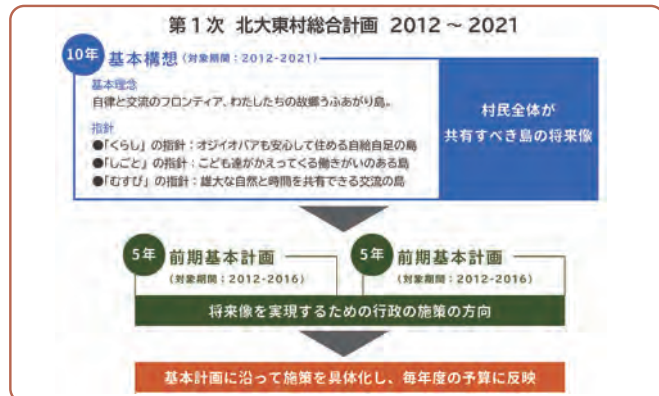 第1次 北大東村総合計画 2012～2021
10年 基本構想(対象期間：2012-2021)
基本理念
自律と交流のフロンティア、わたしたちの故郷うふあがり島。
指針
●「くらし」の指針：オジイオバアも安心して住める自給自足の島
●「しごと」の指針：こども達がかえってくる働きがいのある島
●「むすび」の指針：雄大な自然と時間を共有できる交流の島
村民全体が
共有すべき島の将来像
5年 前期基本計画
(対象期間：2012-2016)
5年 前期基本計画
(対象期間：2012-2016)
将来像を実現するための行政の施策の方向
基本計画に沿って施策を具体化し、毎年度の予算に反映